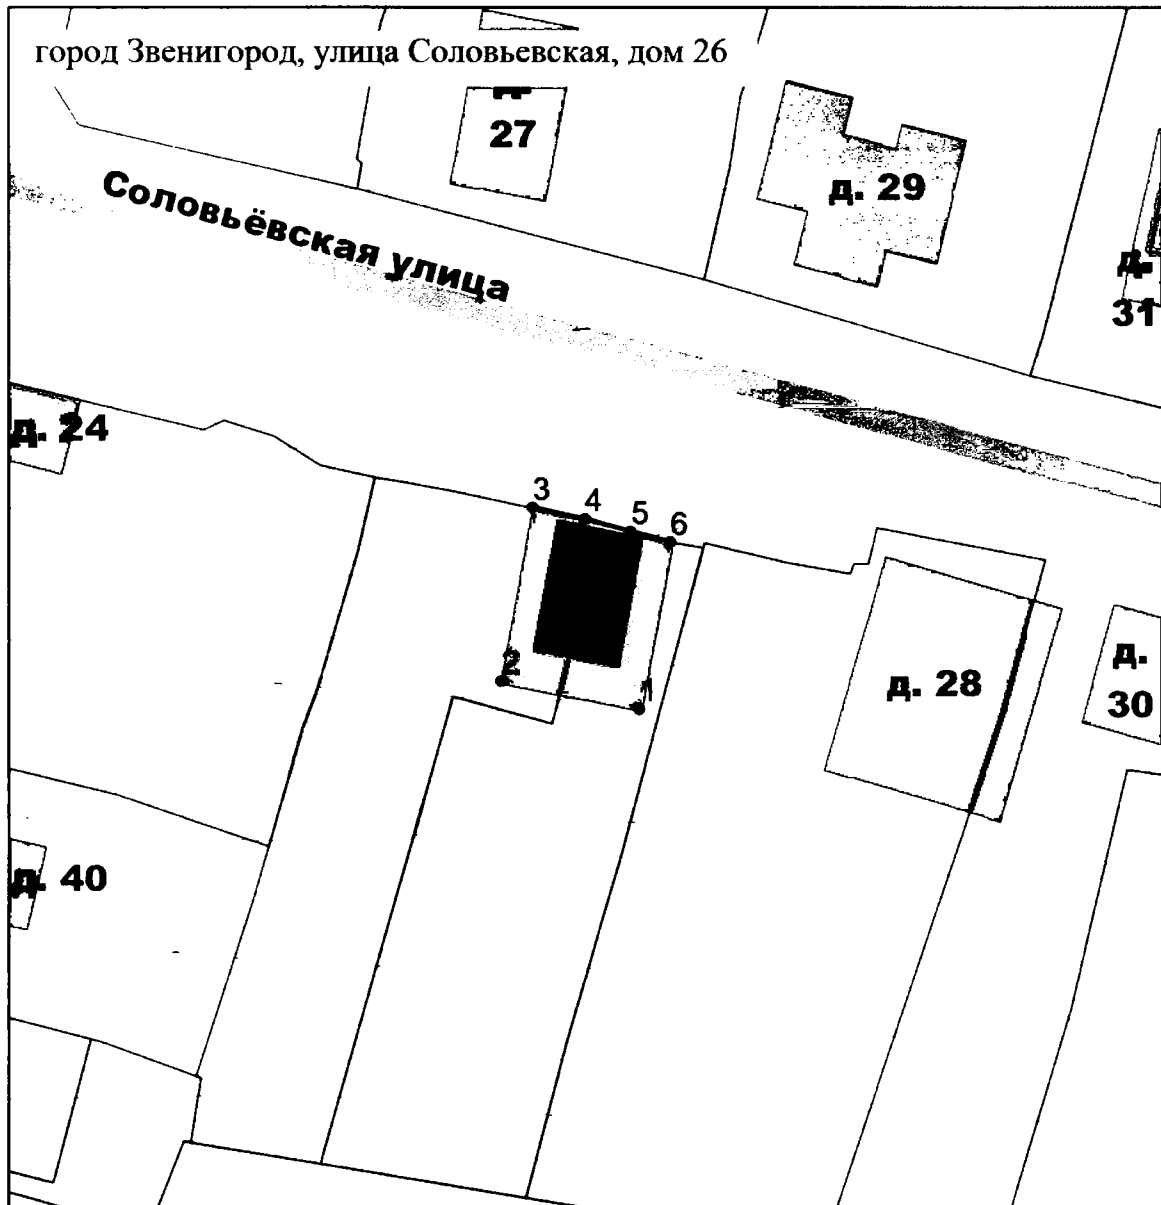 город Звенигород, улица Соловьевская, дом 26
д.
27
д. 29
Соловьёвская улица
д.
31
д. 24
3
4
5
6
2
1
д. 28
д.
30
д. 40